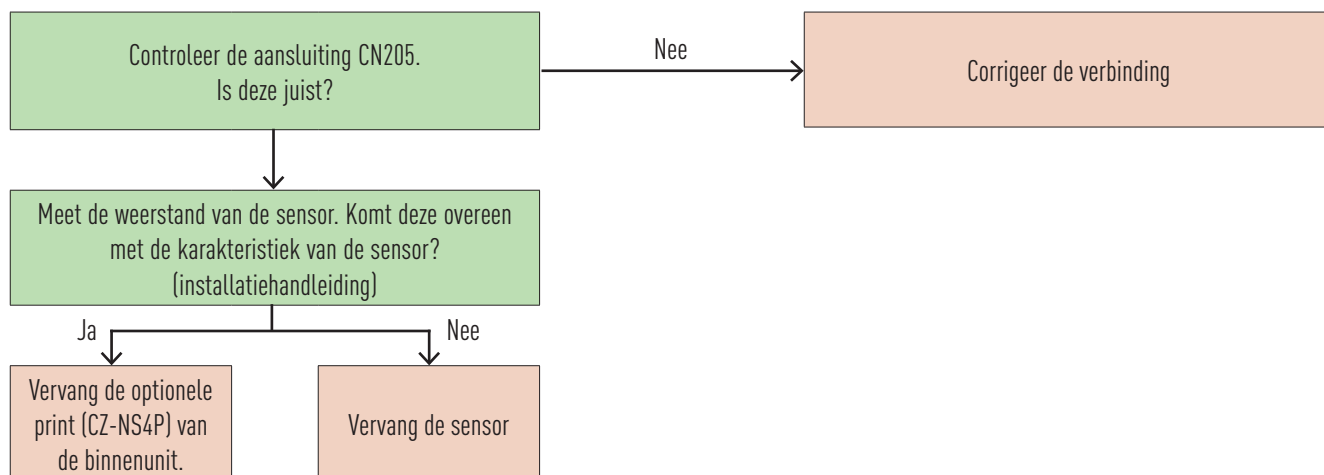 Controleer de aansluiting CN205.
Is deze juist?
Nee
Corrigeer de verbinding
Meet de weerstand van de sensor. Komt deze overeen
met de karakteristiek van de sensor?
(installatiehandleiding)
Ja
Nee
Vervang de optionele
print (CZ-NS4P) van
de binnenunit.
Vervang de sensor